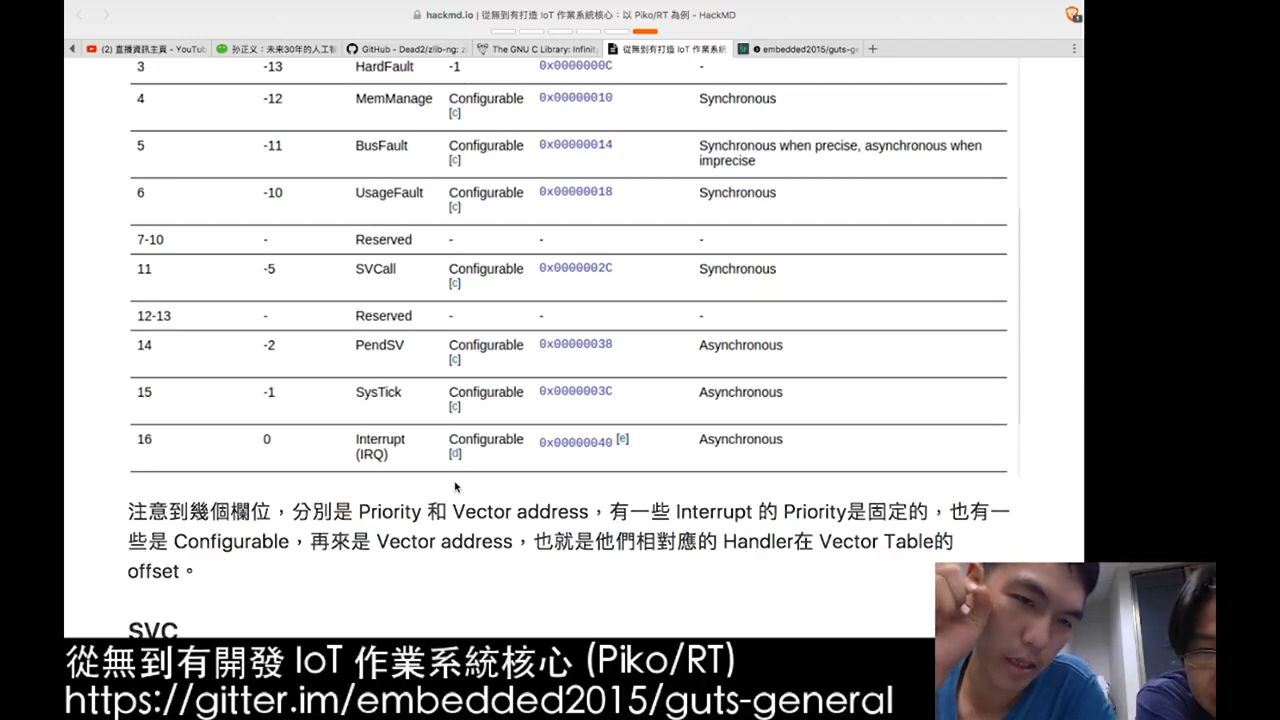 hackmd.io | 從無到有打造 IoT 作業系統核心：以 Piko/RT 為例 - HackMD
(2) 直播資訊主頁 - YouTub 孙正义：未来30年的人工智 GitHub - Dead2/zlib-ng: z The GNU C Library: Infinity 從無到有打造 IoT 作業系統 embedded2015/guts-g
3 -13 HardFault -1 0x0000000C -
4 -12 MemManage Configurable 0x00000010 Synchronous
[c]
5 -11 BusFault Configurable 0x00000014 Synchronous when precise, asynchronous when
[c] imprecise
6 -10 UsageFault Configurable 0x00000018 Synchronous
[c]
7-10 - Reserved - - -
11 -5 SVCall Configurable 0x0000002C Synchronous
[c]
12-13 - Reserved - - -
14 -2 PendSV Configurable 0x00000038 Asynchronous
[c]
15 -1 SysTick Configurable 0x0000003C Asynchronous
[c]
16 0 Interrupt Configurable 0x00000040 [e] Asynchronous
(IRQ) [d]
注意到幾個欄位，分別是 Priority 和 Vector address，有一些 Interrupt 的 Priority是固定的，也有一
些是 Configurable，再來是 Vector address，也就是他們相對應的 Handler在 Vector Table的
offset。
SVC
從無到有開發 IoT 作業系統核心 (Piko/RT)
https://gitter.im/embedded2015/guts-general